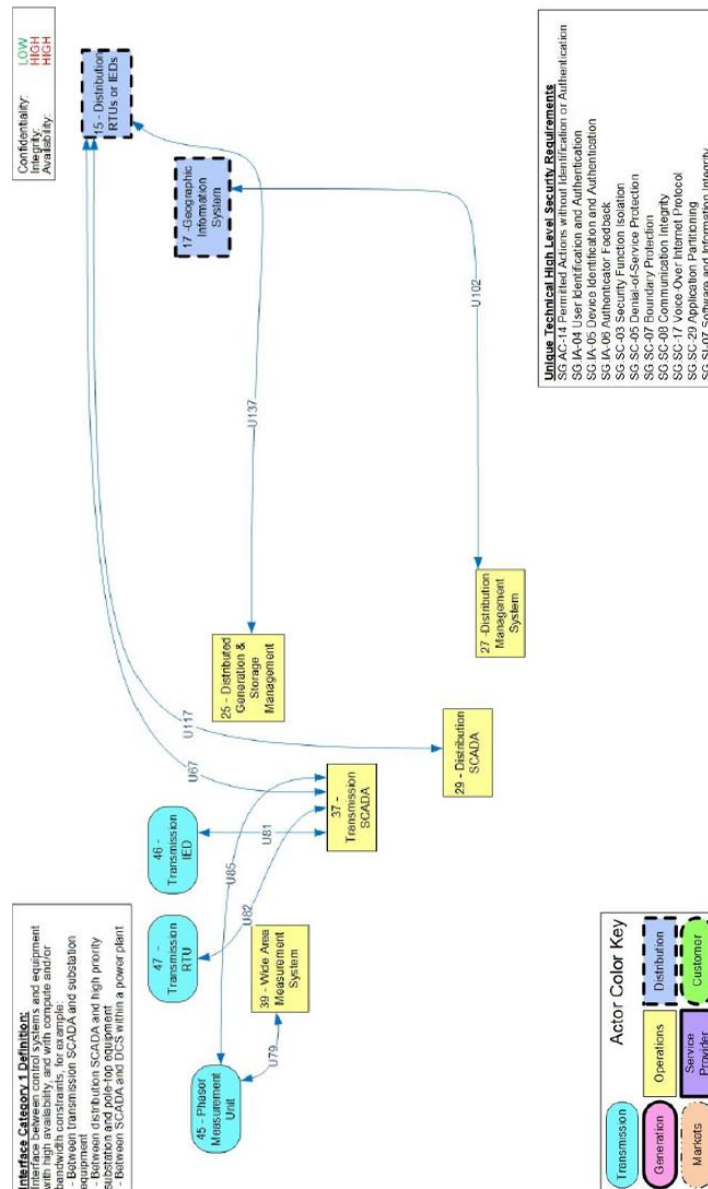 Interface Category 1 Definition:
Interface between control systems and equipment
with high availability, and with compute and/or
bandwidth constraints, for example:
- Between transmission SCADA and substation
equipment
- Between distribution SCADA and high priority
substation and pole-top equipment
- Between SCADA and DCS within a power plant
Confidentiality: LOW
Integrity: HIGH
Availability: HIGH
45 - Phasor
Measurement
Unit
47 -
Transmission
RTU
46 -
Transmission
IED
15 - Distribution
RTUs or IEDs
17 -Geographic
Information
System
39 - Wide Area
Measurement
System
37 -
Transmission
SCADA
25 - Distributed
Generation &
Storage
Management
29 - Distribution
SCADA
27 -Distribution
Management
System
U79
U82
U85
U81
U67
U117
U137
U102
Actor Color Key
Transmission
Operations
Distribution
Generation
Markets
Service
Provider
Customer
Unique Technical High Level Security Requirements
SG.AC-14 Permitted Actions without Identification or Authentication
SG.IA-04 User Identification and Authentication
SG.IA-05 Device Identification and Authentication
SG.IA-06 Authenticator Feedback
SG.SC-03 Security Function Isolation
SG.SC-05 Denial-of-Service Protection
SG.SC-07 Boundary Protection
SG.SC-08 Communication Integrity
SG.SC-17 Voice-Over Internet Protocol
SG.SC-29 Application Partitioning
SG.SI-07 Software and Information Integrity